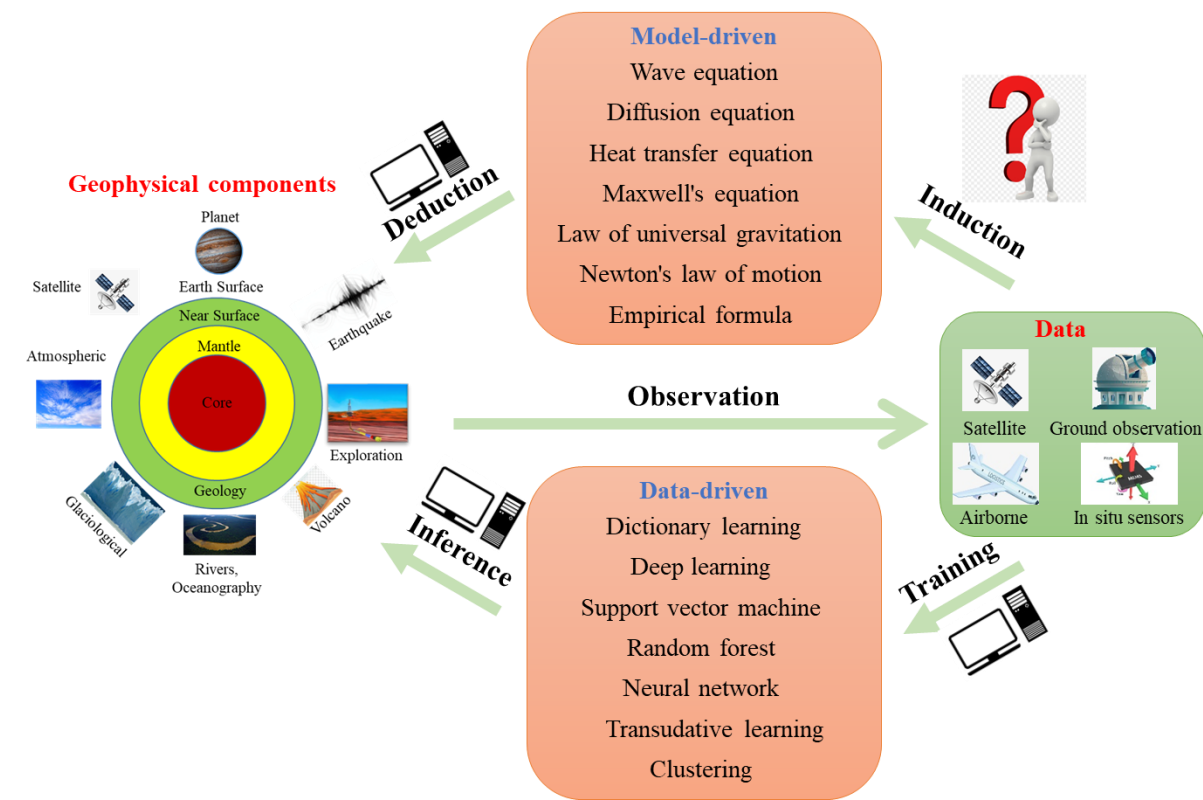 Model-driven
Wave equation
Diffusion equation
Heat transfer equation
Maxwell's equation
Law of universal gravitation
Newton's law of motion
Empirical formula
Deduction
Induction
Geophysical components
Planet
Satellite
Earth Surface
Near Surface
Earthquake
Mantle
Atmospheric
Core
Exploration
Geology
Glaciological
Volcano
Rivers,
Oceanography
Observation
Data
Satellite
Ground observation
Airborne
In situ sensors
Inference
Training
Data-driven
Dictionary learning
Deep learning
Support vector machine
Random forest
Neural network
Transudative learning
Clustering